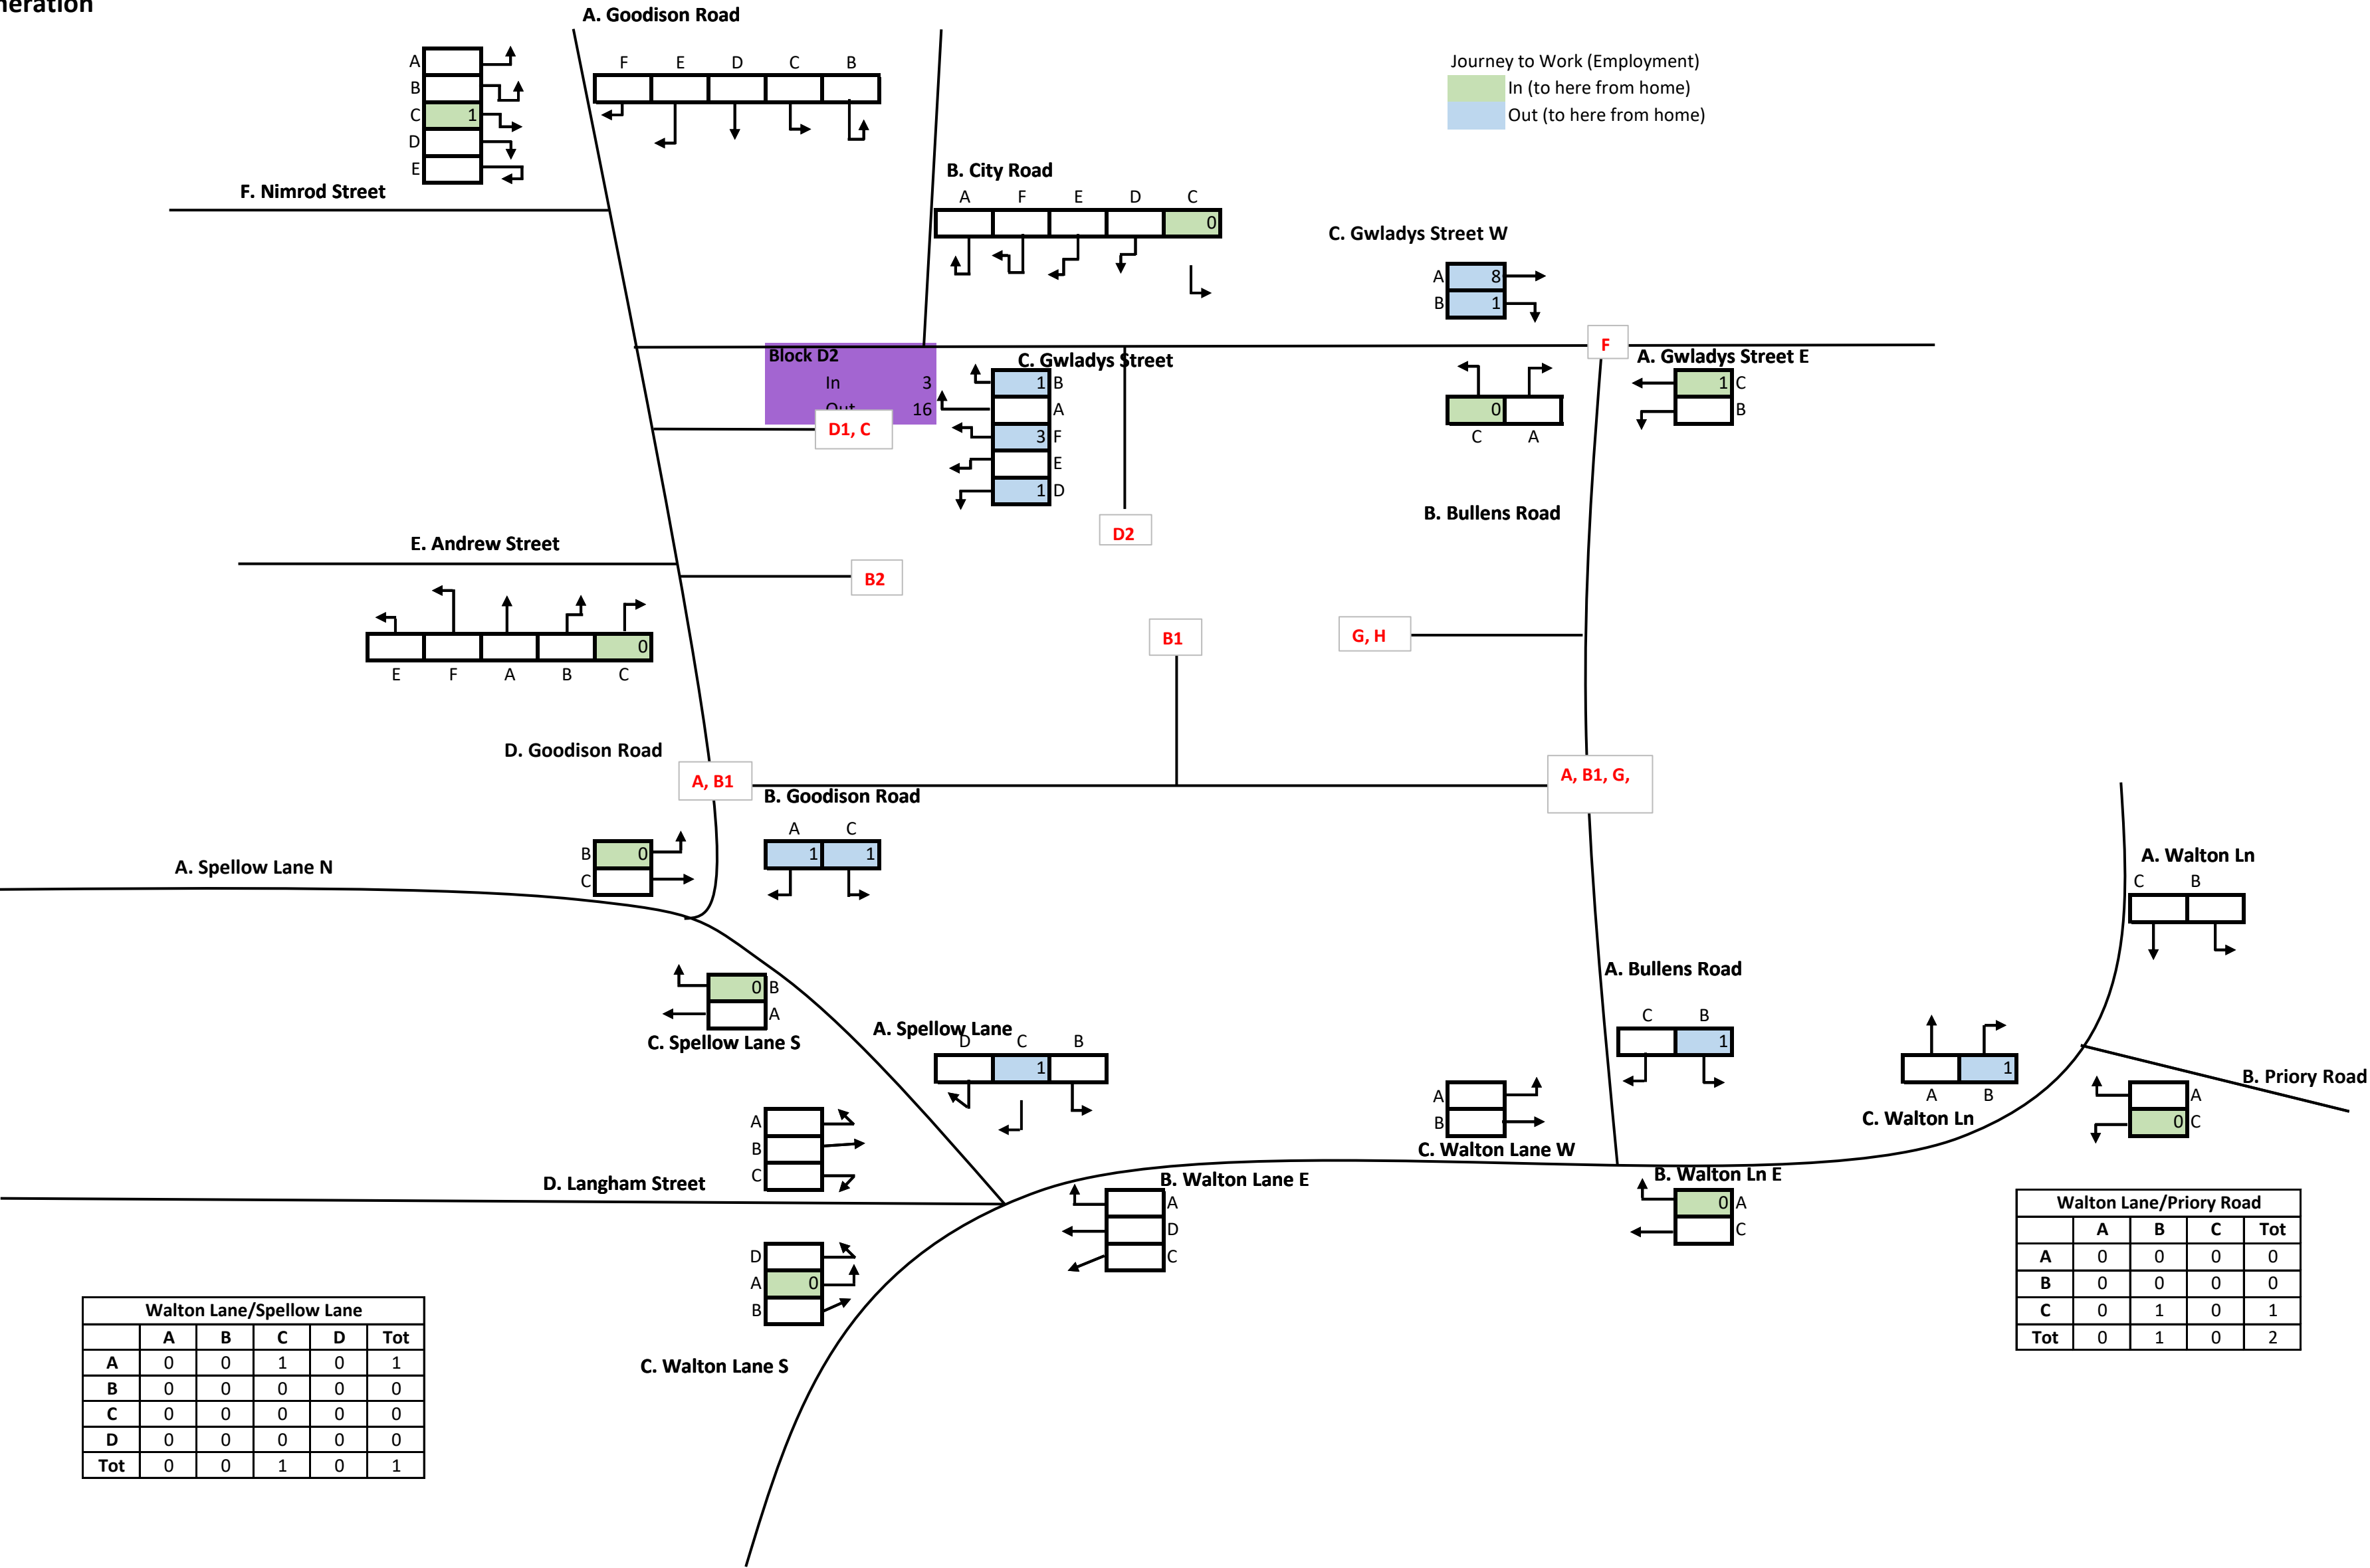 neration
A. Goodison Road
F E D C B
A
B
C 1
D
E
F. Nimrod Street
Journey to Work (Employment)
In (to here from home)
Out (to here from home)
B. City Road
A F E D C
0
C. Gwladys Street W
A 8
B 1
F
Block D2
In 3
Out 16
D1, C
C. Gwladys Street
1 B
A
3 F
E
1 D
A. Gwladys Street E
1 C
B
0
C A
B. Bullens Road
D2
E. Andrew Street
B2
0
E F A B C
B1
G, H
D. Goodison Road
A, B1
A, B1, G,
B. Goodison Road
A C
1 1
B 0
C
A. Spellow Lane N
A. Walton Ln
C B
0 B
A
C. Spellow Lane S
A. Spellow Lane
D C B
1
A. Bullens Road
C B
1
1
A B
C. Walton Ln
B. Priory Road
A
0 C
A
B
C. Walton Lane W
A
B
C
D. Langham Street
B. Walton Lane E
A
D
C
B. Walton Ln E
0 A
C
D
A 0
B
C. Walton Lane S
Walton Lane/Priory Road
A B C Tot
A 0 0 0 0
B 0 0 0 0
C 0 1 0 1
Tot 0 1 0 2
Walton Lane/Spellow Lane
A B C D Tot
A 0 0 1 0 1
B 0 0 0 0 0
C 0 0 0 0 0
D 0 0 0 0 0
Tot 0 0 1 0 1